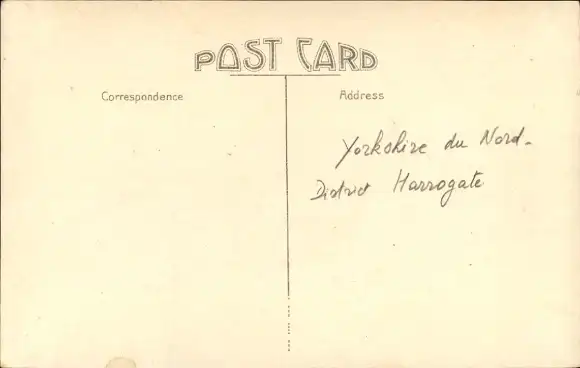 POST CARD
Correspondence
Address
Yorkshire du Nord-
District Harrogate